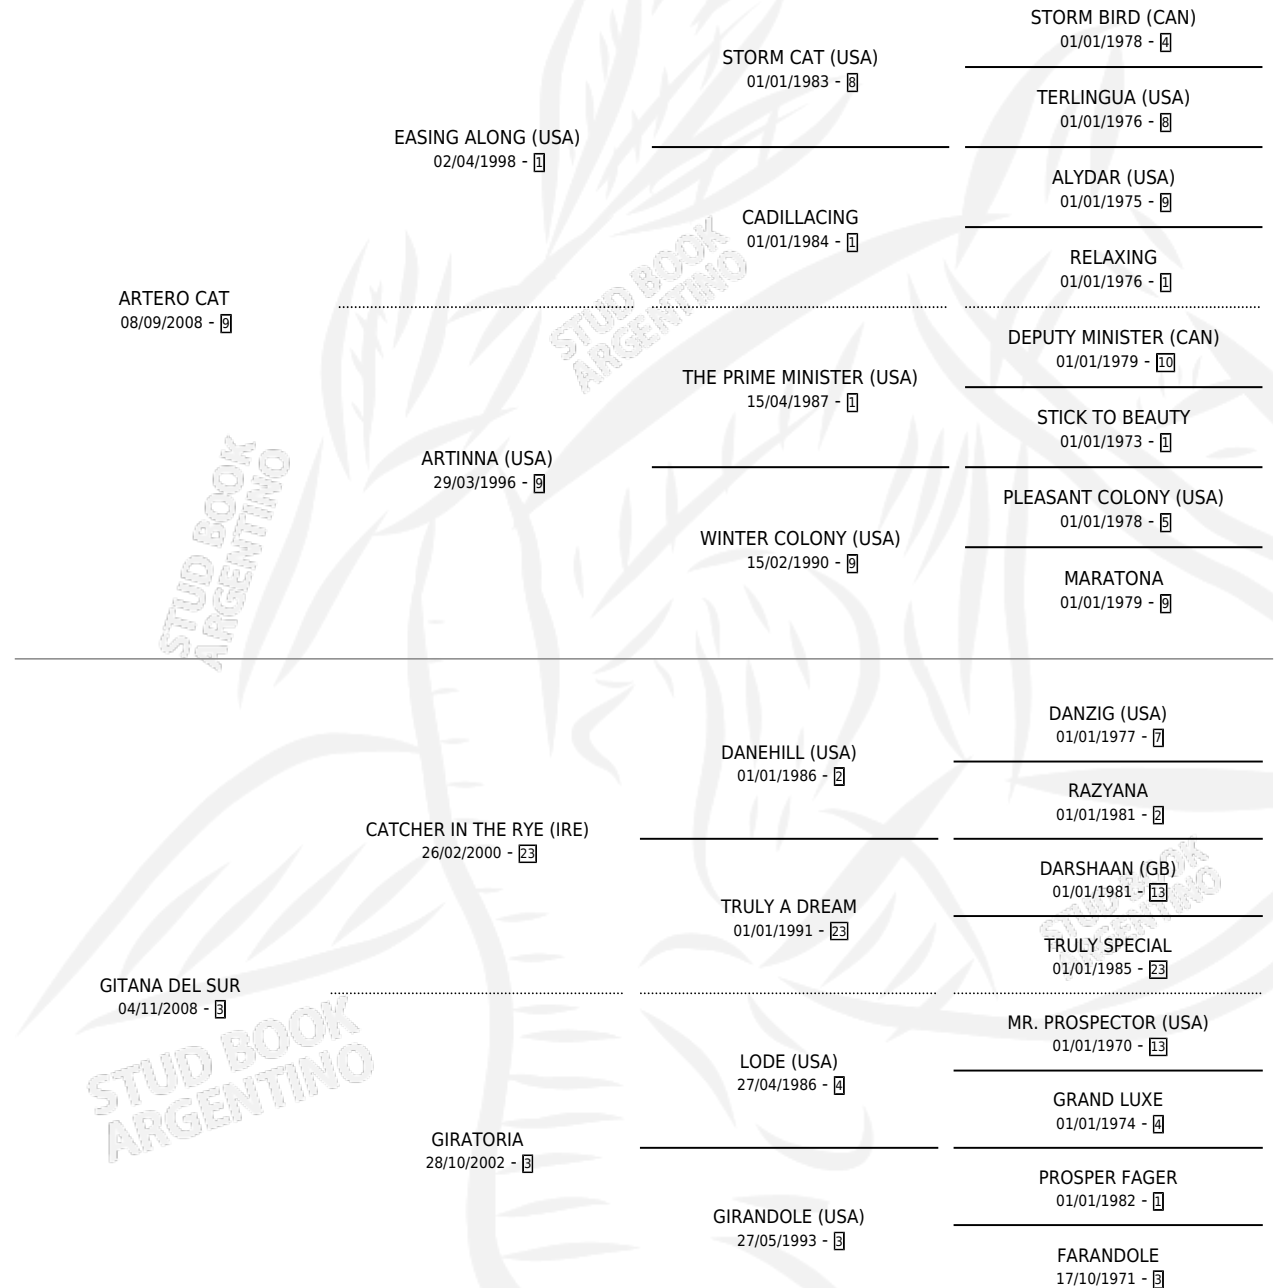 STORM BIRD (CAN)
01/01/1978 - 4
STORM CAT (USA)
01/01/1983 - 8
TERLINGUA (USA)
01/01/1976 - 8
EASING ALONG (USA)
02/04/1998 - 1
ALYDAR (USA)
01/01/1975 - 9
CADILLACING
01/01/1984 - 1
RELAXING
01/01/1976 - 1
ARTERO CAT
08/09/2008 - 9
STUD BOOK
ARGENTINO
DEPUTY MINISTER (CAN)
01/01/1979 - 10
THE PRIME MINISTER (USA)
15/04/1987 - 1
STICK TO BEAUTY
01/01/1973 - 1
ARTINNA (USA)
29/03/1996 - 9
PLEASANT COLONY (USA)
01/01/1978 - 5
WINTER COLONY (USA)
15/02/1990 - 9
MARATONA
01/01/1979 - 9
STUD BOOK
ARGENTINO
DANZIG (USA)
01/01/1977 - 7
DANEHILL (USA)
01/01/1986 - 2
RAZYANA
01/01/1981 - 2
CATCHER IN THE RYE (IRE)
26/02/2000 - 23
DARSHAAN (GB)
01/01/1981 - 13
STUD BOOK
ARGENTINO
TRULY A DREAM
01/01/1991 - 23
TRULY SPECIAL
01/01/1985 - 23
GITANA DEL SUR
04/11/2008 - 3
STUD BOOK
ARGENTINO
MR. PROSPECTOR (USA)
01/01/1970 - 13
LODE (USA)
27/04/1986 - 4
GRAND LUXE
01/01/1974 - 4
GIRATORIA
28/10/2002 - 3
PROSPER FAGER
01/01/1982 - 1
GIRANDOLE (USA)
27/05/1993 - 3
FARANDOLE
17/10/1971 - 3